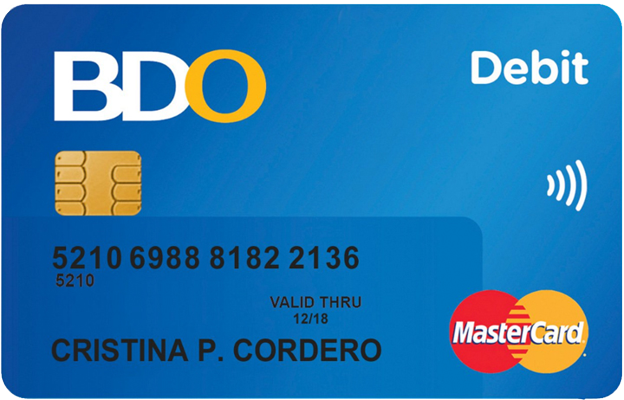 BDO
Debit
5210 6988 8182 2136
5210
VALID THRU
12/18
CRISTINA P. CORDERO
MasterCard